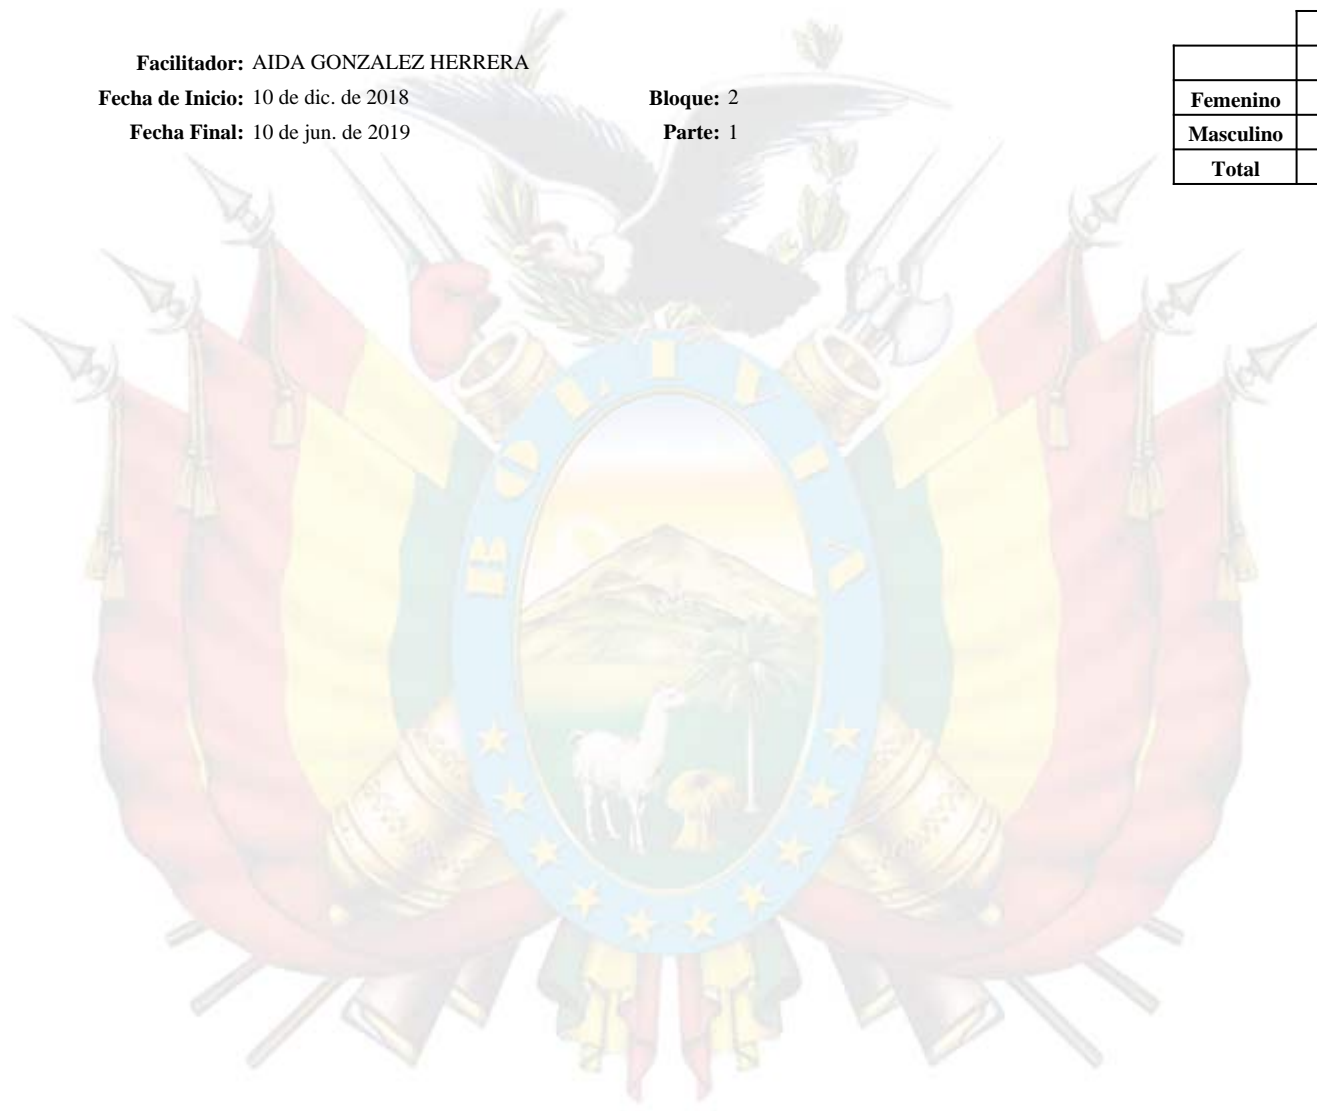 Facilitador: AIDA GONZALEZ HERRERA
Fecha de Inicio: 10 de dic. de 2018
Bloque: 2
Fecha Final: 10 de jun. de 2019
Parte: 1
Femenino
Masculino
Total
BOLIVIA